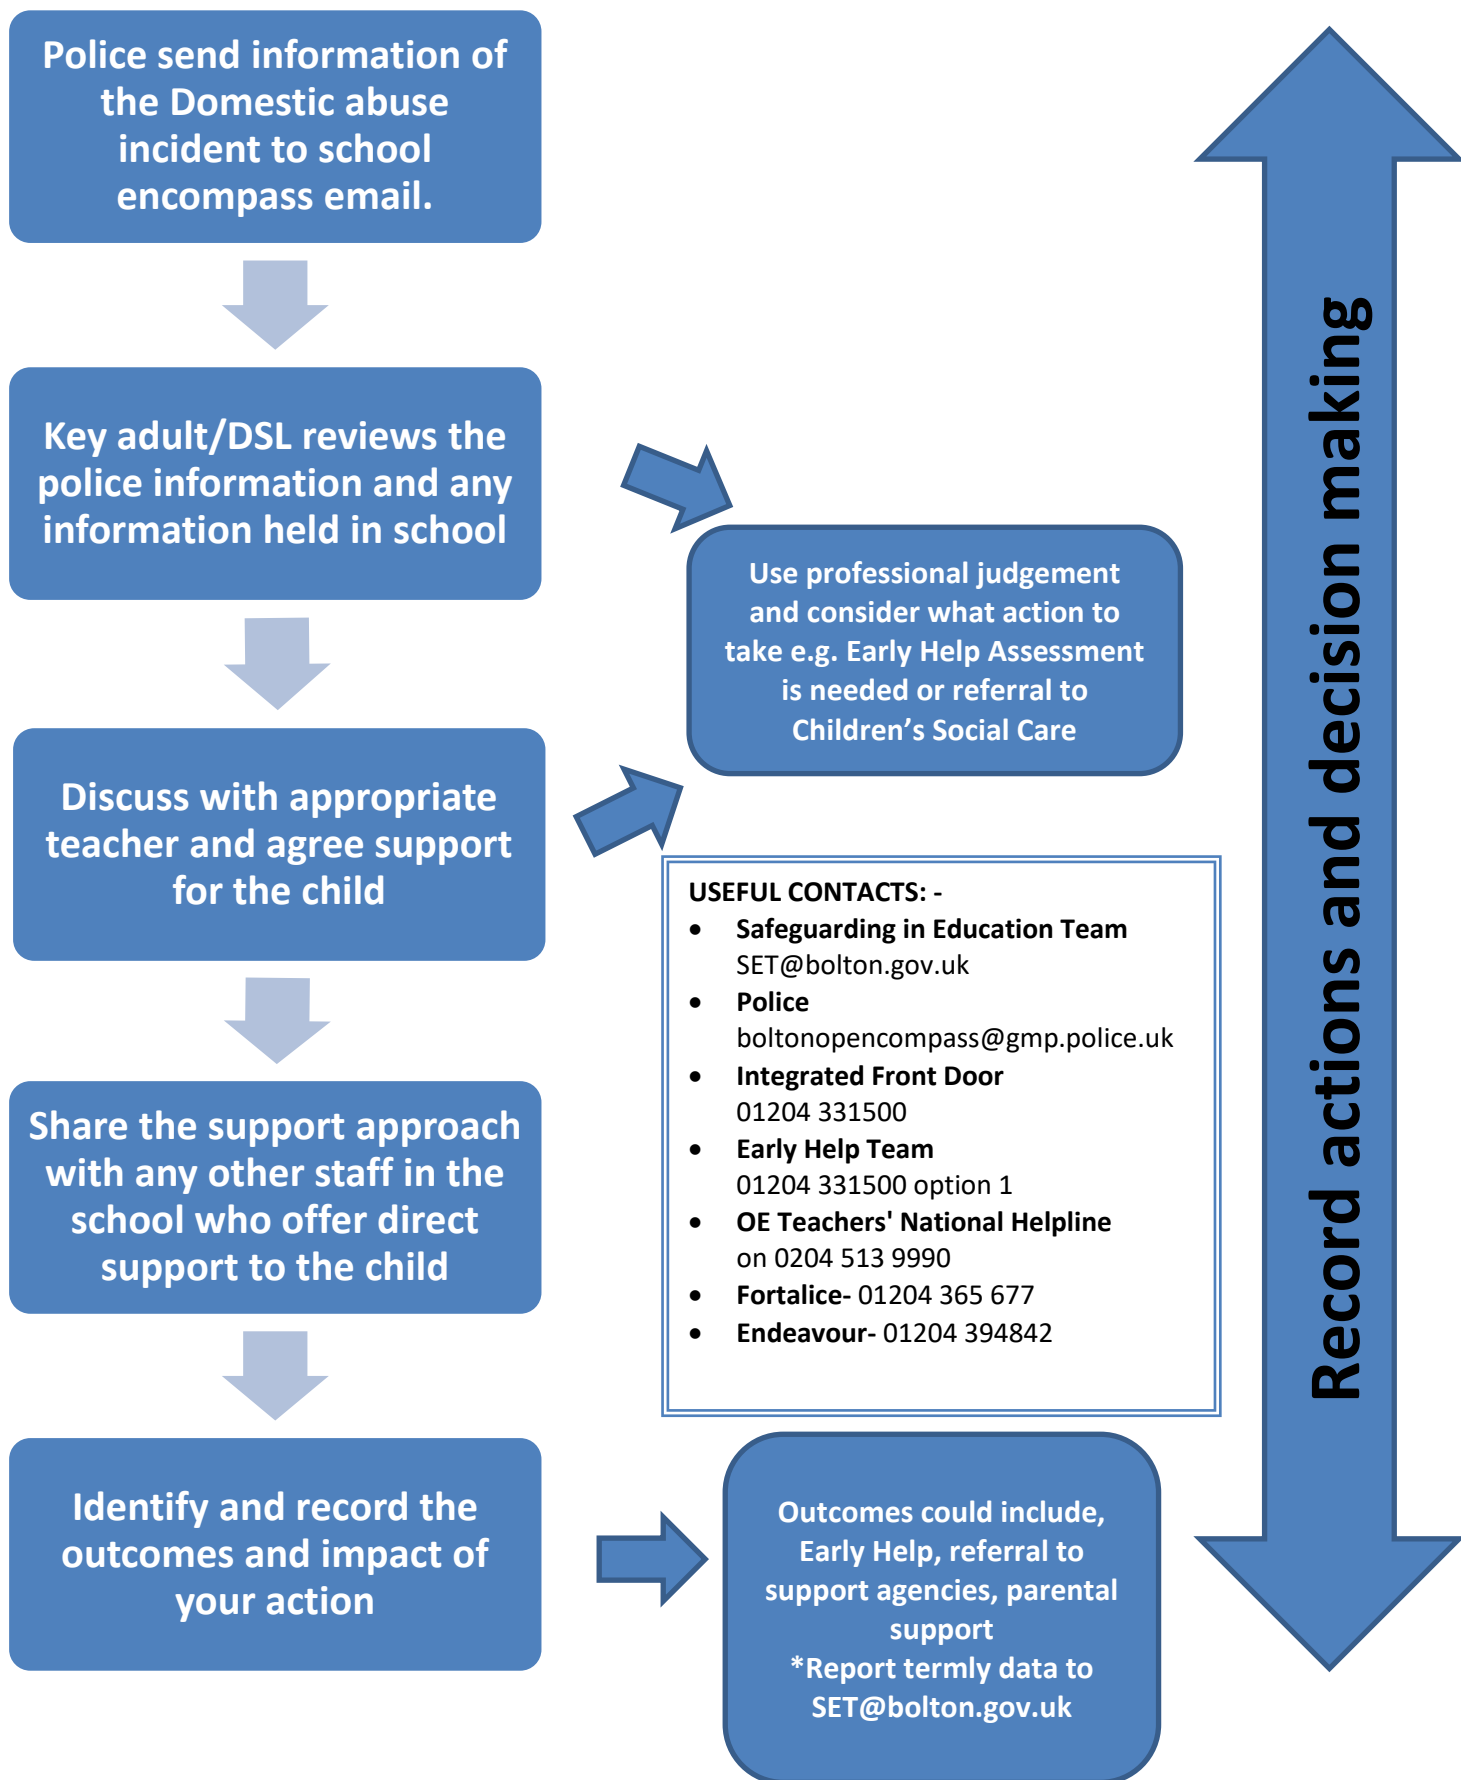 Police send information of
the Domestic abuse
incident to school
encompass email.
Key adult/DSL reviews the
police information and any
information held in school
Use professional judgement
and consider what action to
take e.g. Early Help Assessment
is needed or referral to
Children’s Social Care
Discuss with appropriate
teacher and agree support
for the child
USEFUL CONTACTS: -
• Safeguarding in Education Team
SET@bolton.gov.uk
• Police
boltonopencompass@gmp.police.uk
• Integrated Front Door
01204 331500
• Early Help Team
01204 331500 option 1
• OE Teachers' National Helpline
on 0204 513 9990
• Fortalice- 01204 365 677
• Endeavour- 01204 394842
Share the support approach
with any other staff in the
school who offer direct
support to the child
Identify and record the
outcomes and impact of
your action
Outcomes could include,
Early Help, referral to
support agencies, parental
support
*Report termly data to
SET@bolton.gov.uk
Record actions and decision making